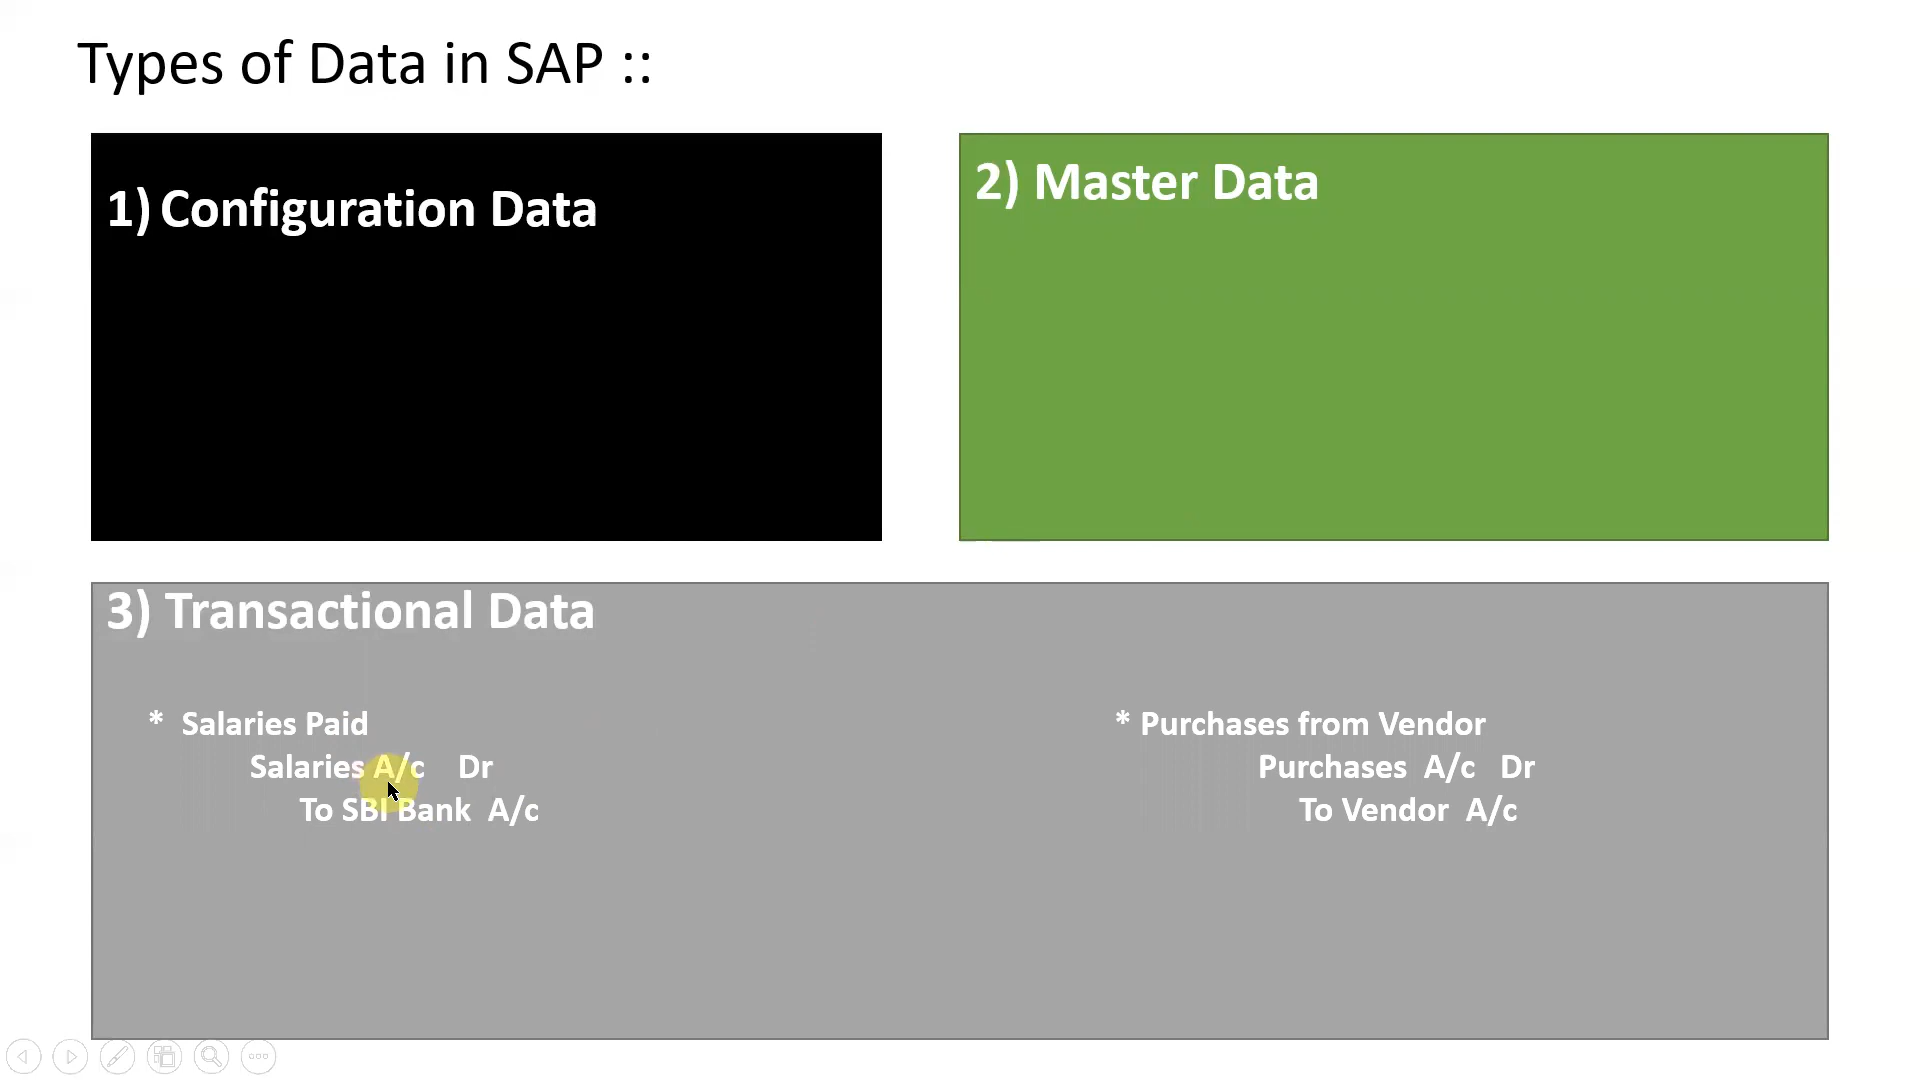 Types of Data in SAP ::
1) Configuration Data
2) Master Data
3) Transactional Data
* Salaries Paid
Salaries A/c Dr
To SBI Bank A/c
* Purchases from Vendor
Purchases A/c Dr
To Vendor A/c